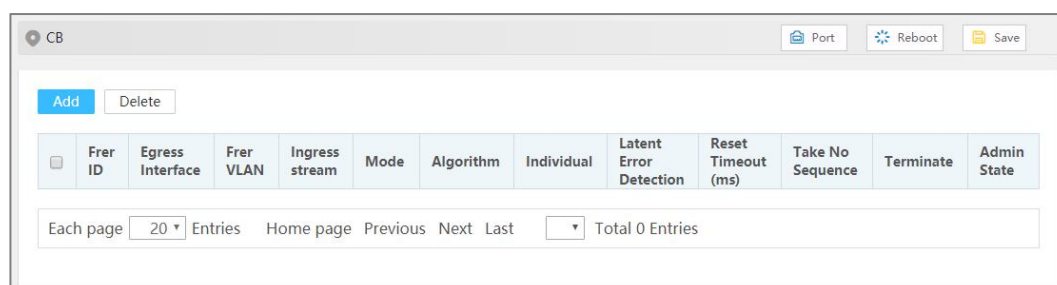 CB Port Reboot Save
Add Delete
Frer ID Egress Interface Frer VLAN Ingress stream Mode Algorithm Individual Latent Error Detection Reset Timeout (ms) Take No Sequence Terminate Admin State
Each page 20 Entries Home page Previous Next Last Total 0 Entries